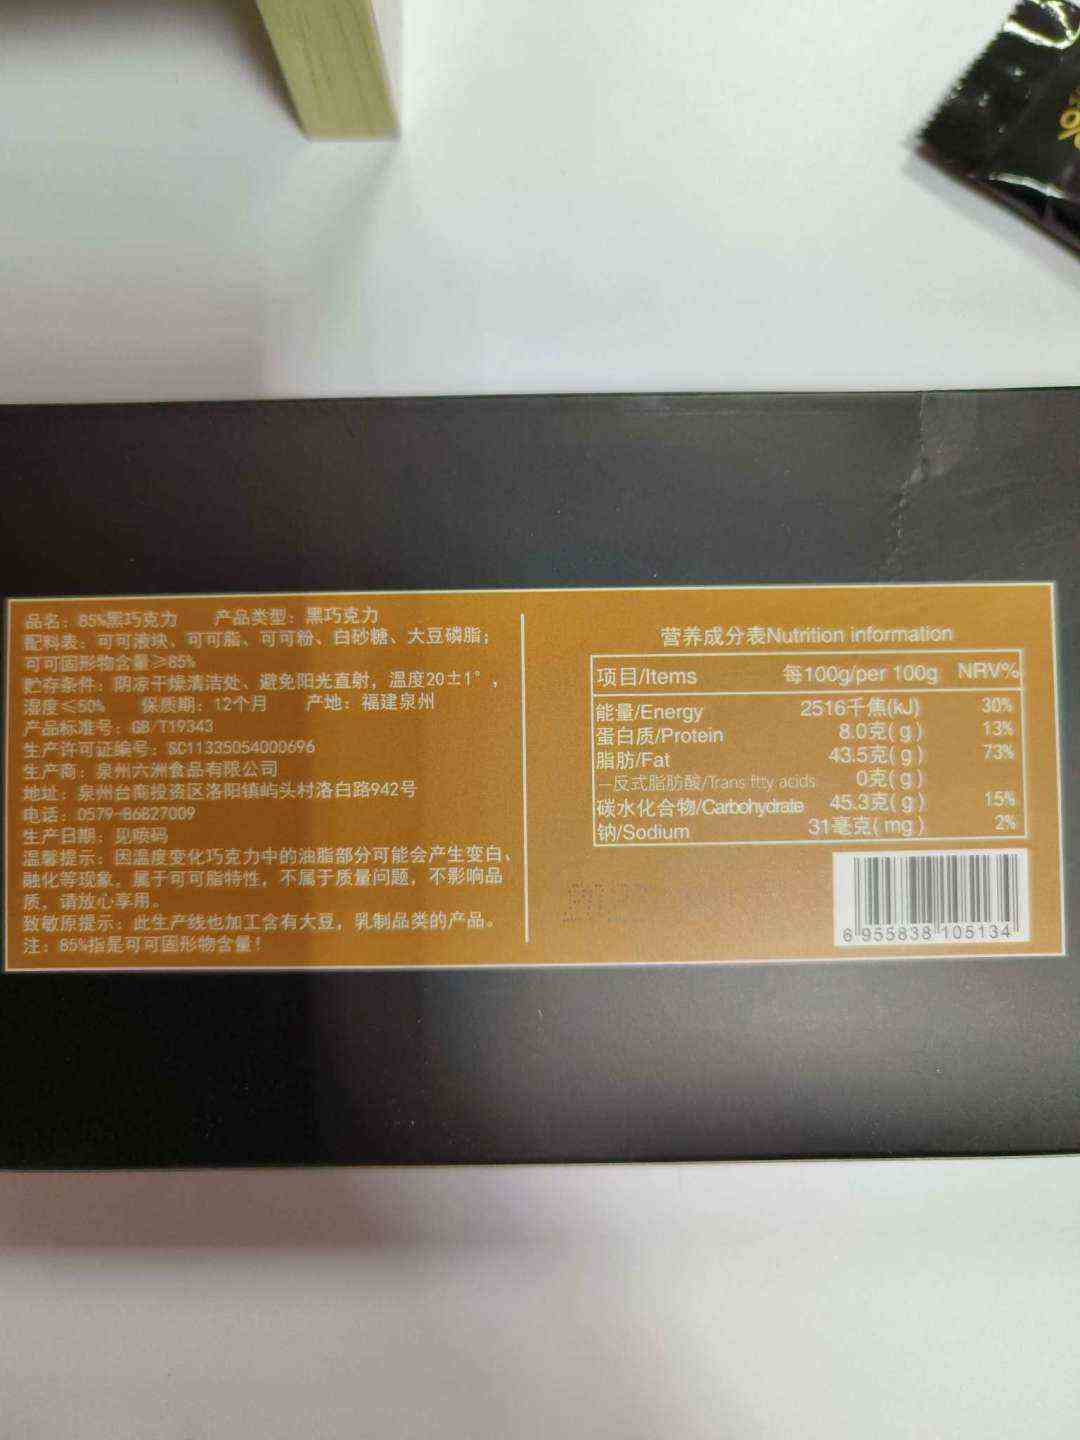 品名：85%黑巧克力 产品类型：黑巧克力
配料表：可可液块、可可脂、可可粉、白砂糖、大豆磷脂；
可可固形物含量≥85%
贮存条件：阴凉干燥清洁处、避免阳光直射，温度20±1°，
湿度≤50% 保质期：12个月 产地：福建泉州
产品标准号：GB/T19343
生产许可证编号：SC11335054000696
生产商：泉州六洲食品有限公司
地址：泉州台商投资区洛阳镇屿头村洛白路942号
电话：0579-86827009
生产日期：见喷码
温馨提示：因温度变化巧克力中的油脂部分可能会产生变白、
融化等现象，属于可可脂特性，不属于质量问题，不影响品
质，请放心享用。
致敏原提示：此生产线也加工含有大豆，乳制品类的产品。
注：85%指是可可固形物含量！
营养成分表Nutrition information
项目/Items 每100g/per 100g NRV%
能量/Energy 2516千焦(kJ) 30%
蛋白质/Protein 8.0克(g) 13%
脂肪/Fat 43.5克(g) 73%
—反式脂肪酸/Trans ftty acids 0克(g)
碳水化合物/Carbohydrate 45.3克(g) 15%
钠/Sodium 31毫克(mg) 2%
6 955838 105134
%